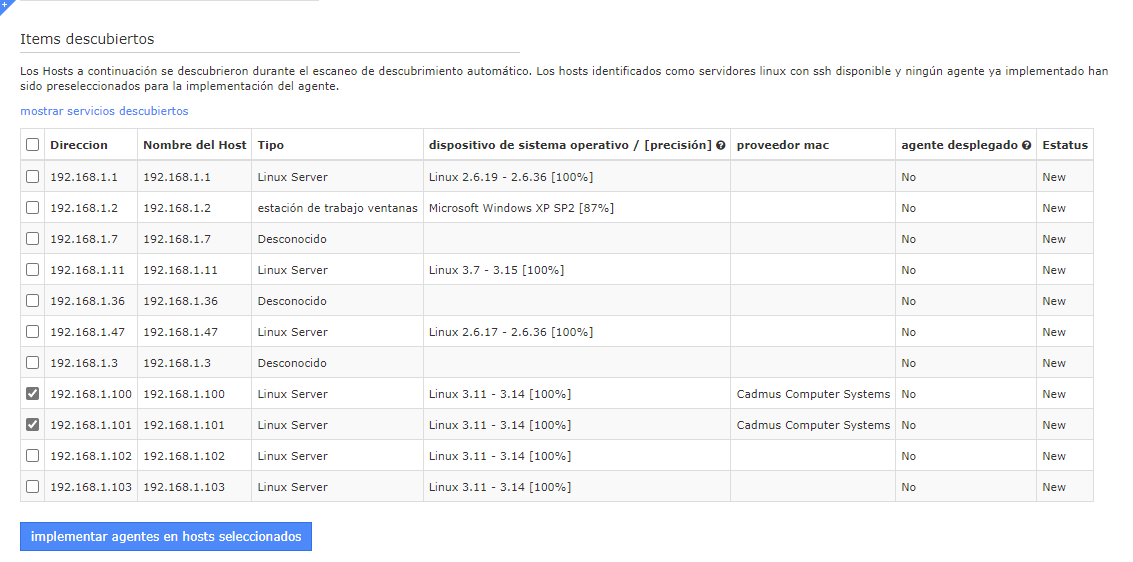 Items descubiertos
Los Hosts a continuación se descubrieron durante el escaneo de descubrimiento automático. Los hosts identificados como servidores linux con ssh disponible y ningún agente ya implementado han
sido preseleccionados para la implementación del agente.
mostrar servicios descubiertos
Direccion Nombre del Host Tipo dispositivo de sistema operativo / [precisión] proveedor mac agente desplegado Estatus
192.168.1.1 192.168.1.1 Linux Server Linux 2.6.19 - 2.6.36 [100%] No New
192.168.1.2 192.168.1.2 estación de trabajo ventanas Microsoft Windows XP SP2 [87%] No New
192.168.1.7 192.168.1.7 Desconocido No New
192.168.1.11 192.168.1.11 Linux Server Linux 3.7 - 3.15 [100%] No New
192.168.1.36 192.168.1.36 Desconocido No New
192.168.1.47 192.168.1.47 Linux Server Linux 2.6.17 - 2.6.36 [100%] No New
192.168.1.3 192.168.1.3 Desconocido No New
192.168.1.100 192.168.1.100 Linux Server Linux 3.11 - 3.14 [100%] Cadmus Computer Systems No New
192.168.1.101 192.168.1.101 Linux Server Linux 3.11 - 3.14 [100%] Cadmus Computer Systems No New
192.168.1.102 192.168.1.102 Linux Server Linux 3.11 - 3.14 [100%] No New
192.168.1.103 192.168.1.103 Linux Server Linux 3.11 - 3.14 [100%] No New
implementar agentes en hosts seleccionados